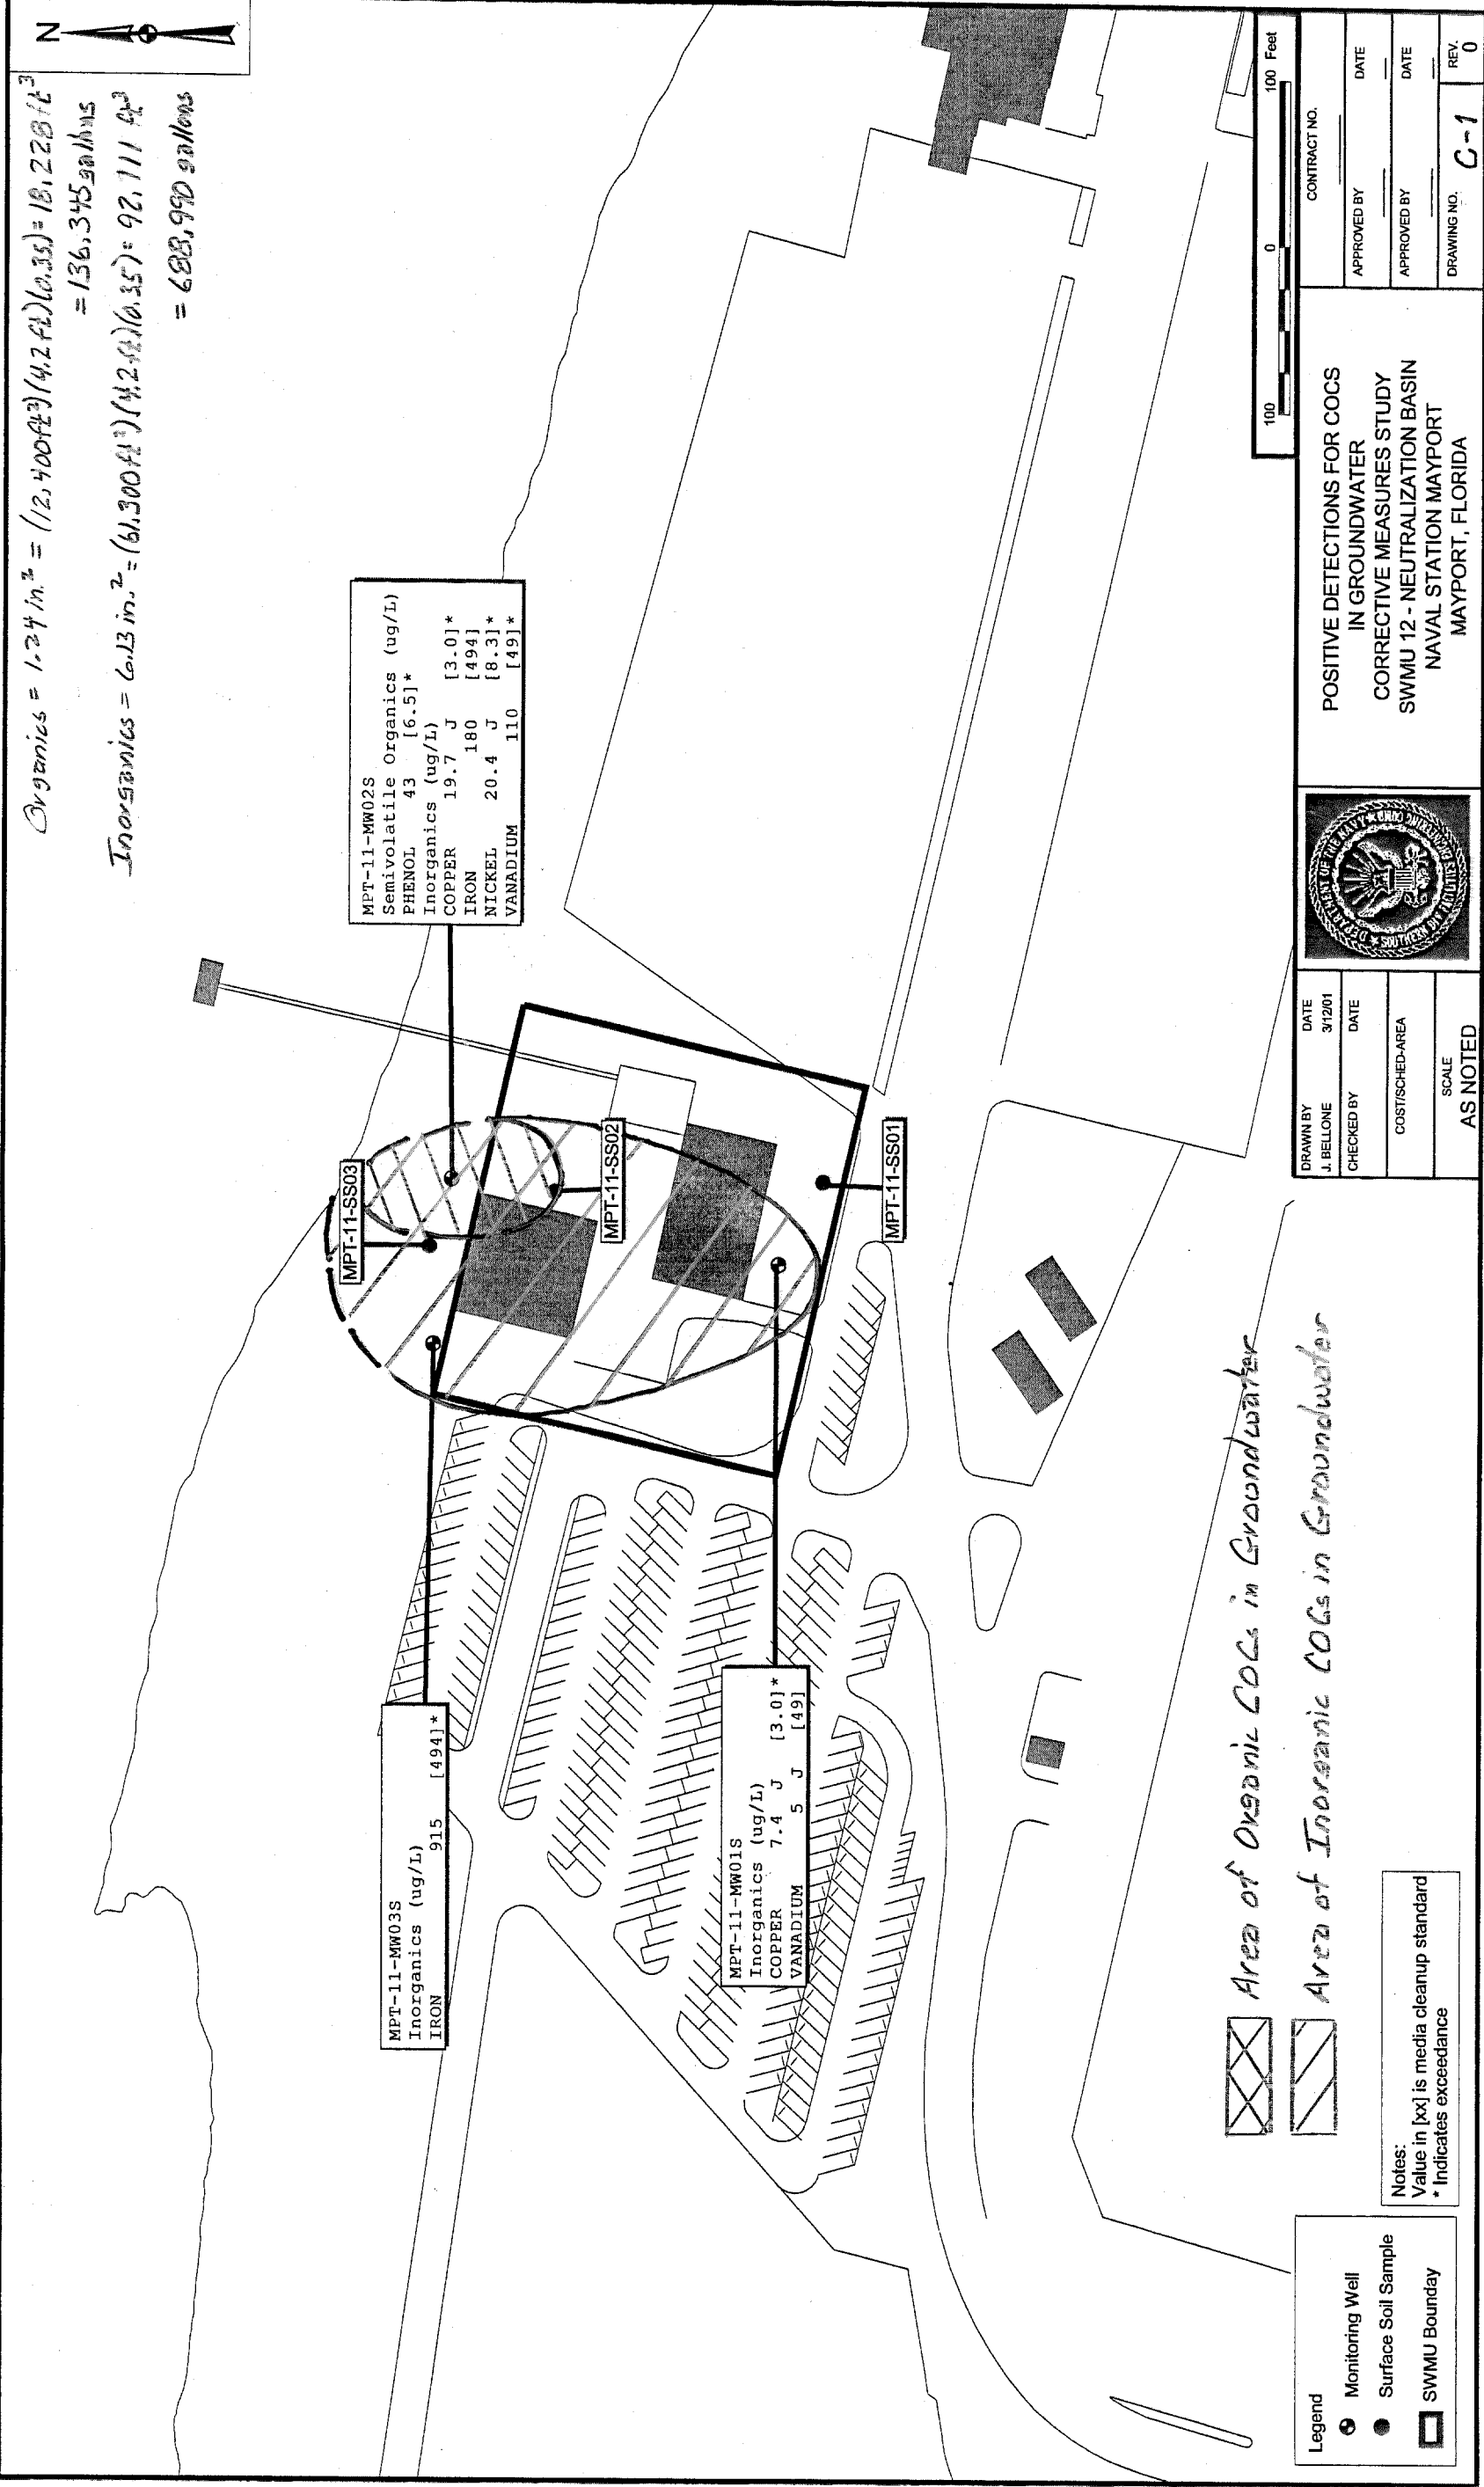 Organics = 1.24 in.² = (12,400 ft²)(4.2 ft)(0.35) = 18,228 ft³
= 136,345 gallons
Inorganics = 6.13 in.² = (61,300 ft²)(4.2 ft)(0.35) = 92,111 ft³
= 688,990 gallons
N
MPT-11-MW02S
Semivolatile Organics (ug/L)
PHENOL 43 [6.5]*
Inorganics (ug/L)
COPPER 19.7 J [3.0]*
IRON 180 [494]
NICKEL 20.4 J [8.3]*
VANADIUM 110 [49]*
MPT-11-SS03
MPT-11-SS02
MPT-11-SS01
MPT-11-MW03S
Inorganics (ug/L)
IRON 915 [494]*
MPT-11-MW01S
Inorganics (ug/L)
COPPER 7.4 J [3.0]*
VANADIUM 5 J [49]
Area of Organic COCs in Groundwater
Area of Inorganic COCs in Groundwater
Legend
Monitoring Well
Surface Soil Sample
SWMU Bounday
Notes:
Value in [xx] is media cleanup standard
* Indicates exceedance
100 0 100 Feet
DRAWN BY DATE
J. BELLONE 3/12/01
CHECKED BY DATE
COST/SCHED-AREA
SCALE
AS NOTED
DEPARTMENT OF THE NAVY
POSITIVE DETECTIONS FOR COCS
IN GROUNDWATER
CORRECTIVE MEASURES STUDY
SWMU 12 - NEUTRALIZATION BASIN
NAVAL STATION MAYPORT
MAYPORT, FLORIDA
CONTRACT NO.
APPROVED BY DATE
APPROVED BY DATE
DRAWING NO. C-1 REV. 0